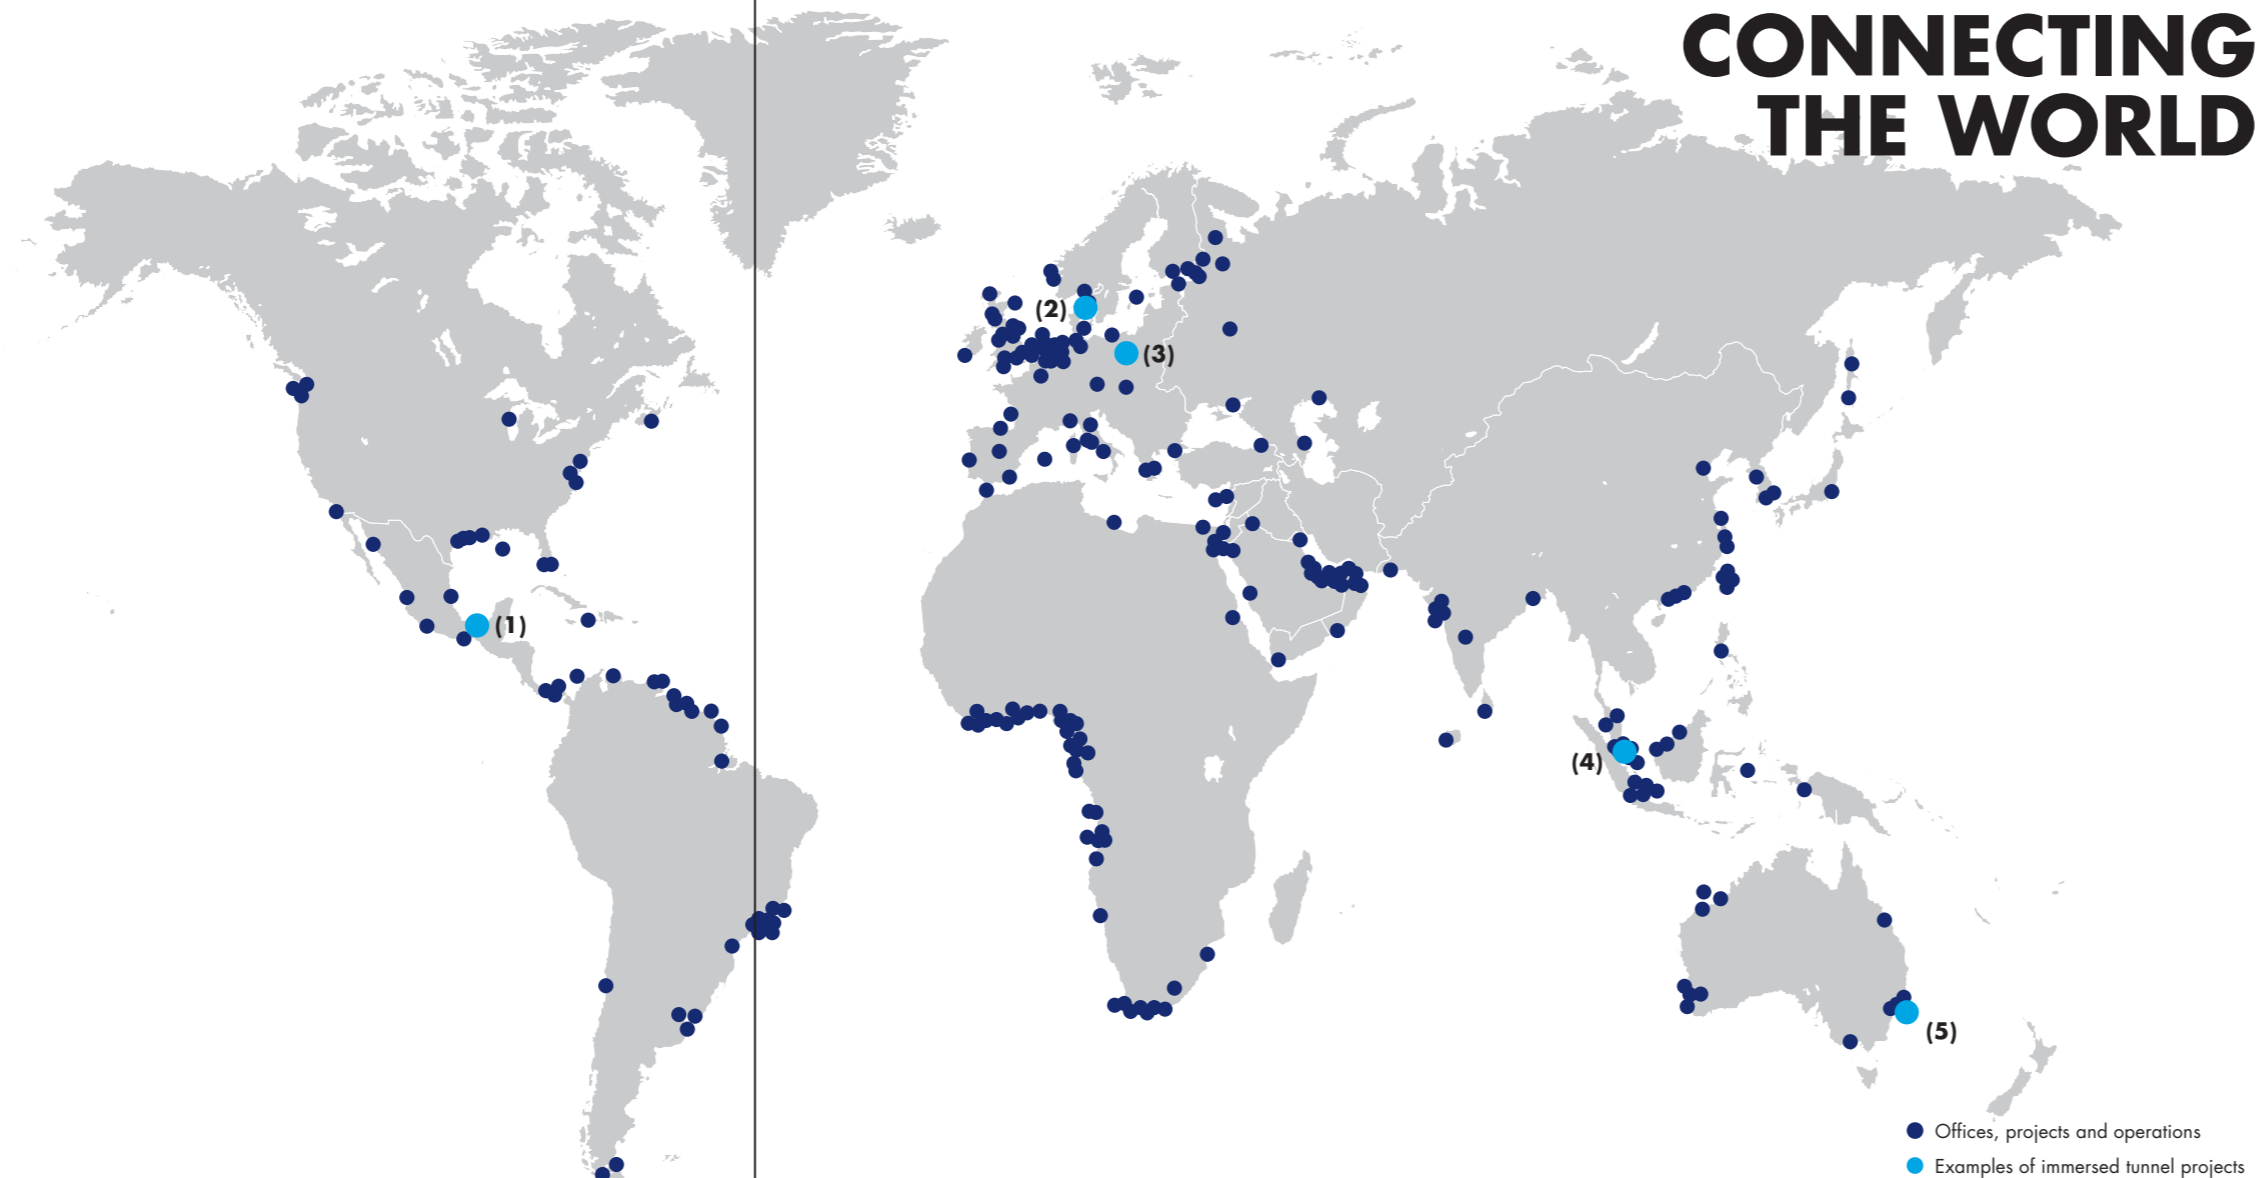 CONNECTING
THE WORLD
(2)
(3)
(1)
(4)
(5)
Offices, projects and operations
Examples of immersed tunnel projects